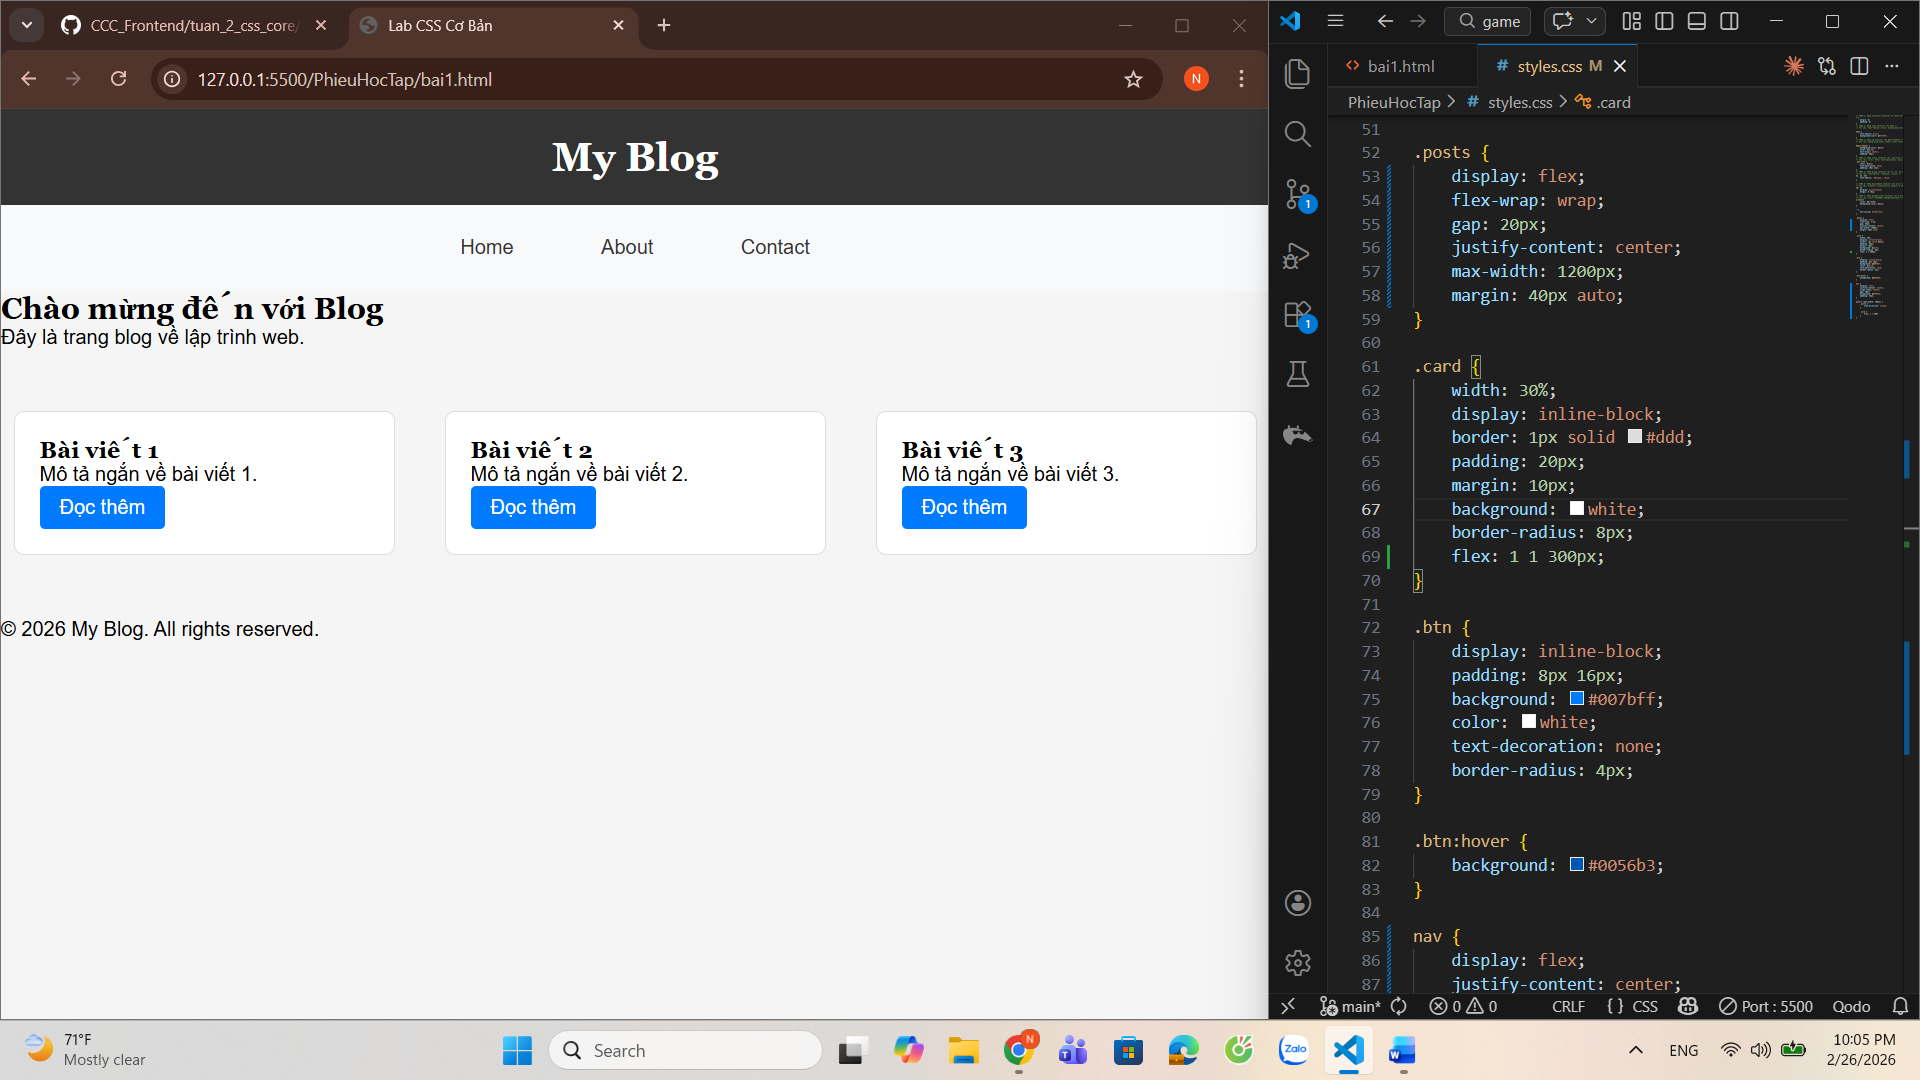 CCC_Frontend/tuan_2_css_core/
Lab CSS Cơ Bản
127.0.0.1:5500/PhieuHocTap/bai1.html
N
My Blog
Home
About
Contact
Chào mừng đến với Blog
Đây là trang blog về lập trình web.
Bài viết 1
Mô tả ngắn về bài viết 1.
Đọc thêm
Bài viết 2
Mô tả ngắn về bài viết 2.
Đọc thêm
Bài viết 3
Mô tả ngắn về bài viết 3.
Đọc thêm
© 2026 My Blog. All rights reserved.
game
bai1.html
# styles.css M
PhieuHocTap > # styles.css > .card
51
52 .posts {
53 display: flex;
54 flex-wrap: wrap;
55 gap: 20px;
56 justify-content: center;
57 max-width: 1200px;
58 margin: 40px auto;
59 }
60
61 .card {
62 width: 30%;
63 display: inline-block;
64 border: 1px solid #ddd;
65 padding: 20px;
66 margin: 10px;
67 background: white;
68 border-radius: 8px;
69 flex: 1 1 300px;
70 }
71
72 .btn {
73 display: inline-block;
74 padding: 8px 16px;
75 background: #007bff;
76 color: white;
77 text-decoration: none;
78 border-radius: 4px;
79 }
80
81 .btn:hover {
82 background: #0056b3;
83 }
84
85 nav {
86 display: flex;
87 justify-content: center;
1
1
main* 0 0 CRLF {} CSS Port : 5500 Qodo
71°F
Mostly clear
Search
N
T
Zalo
W
ENG
10:05 PM
2/26/2026